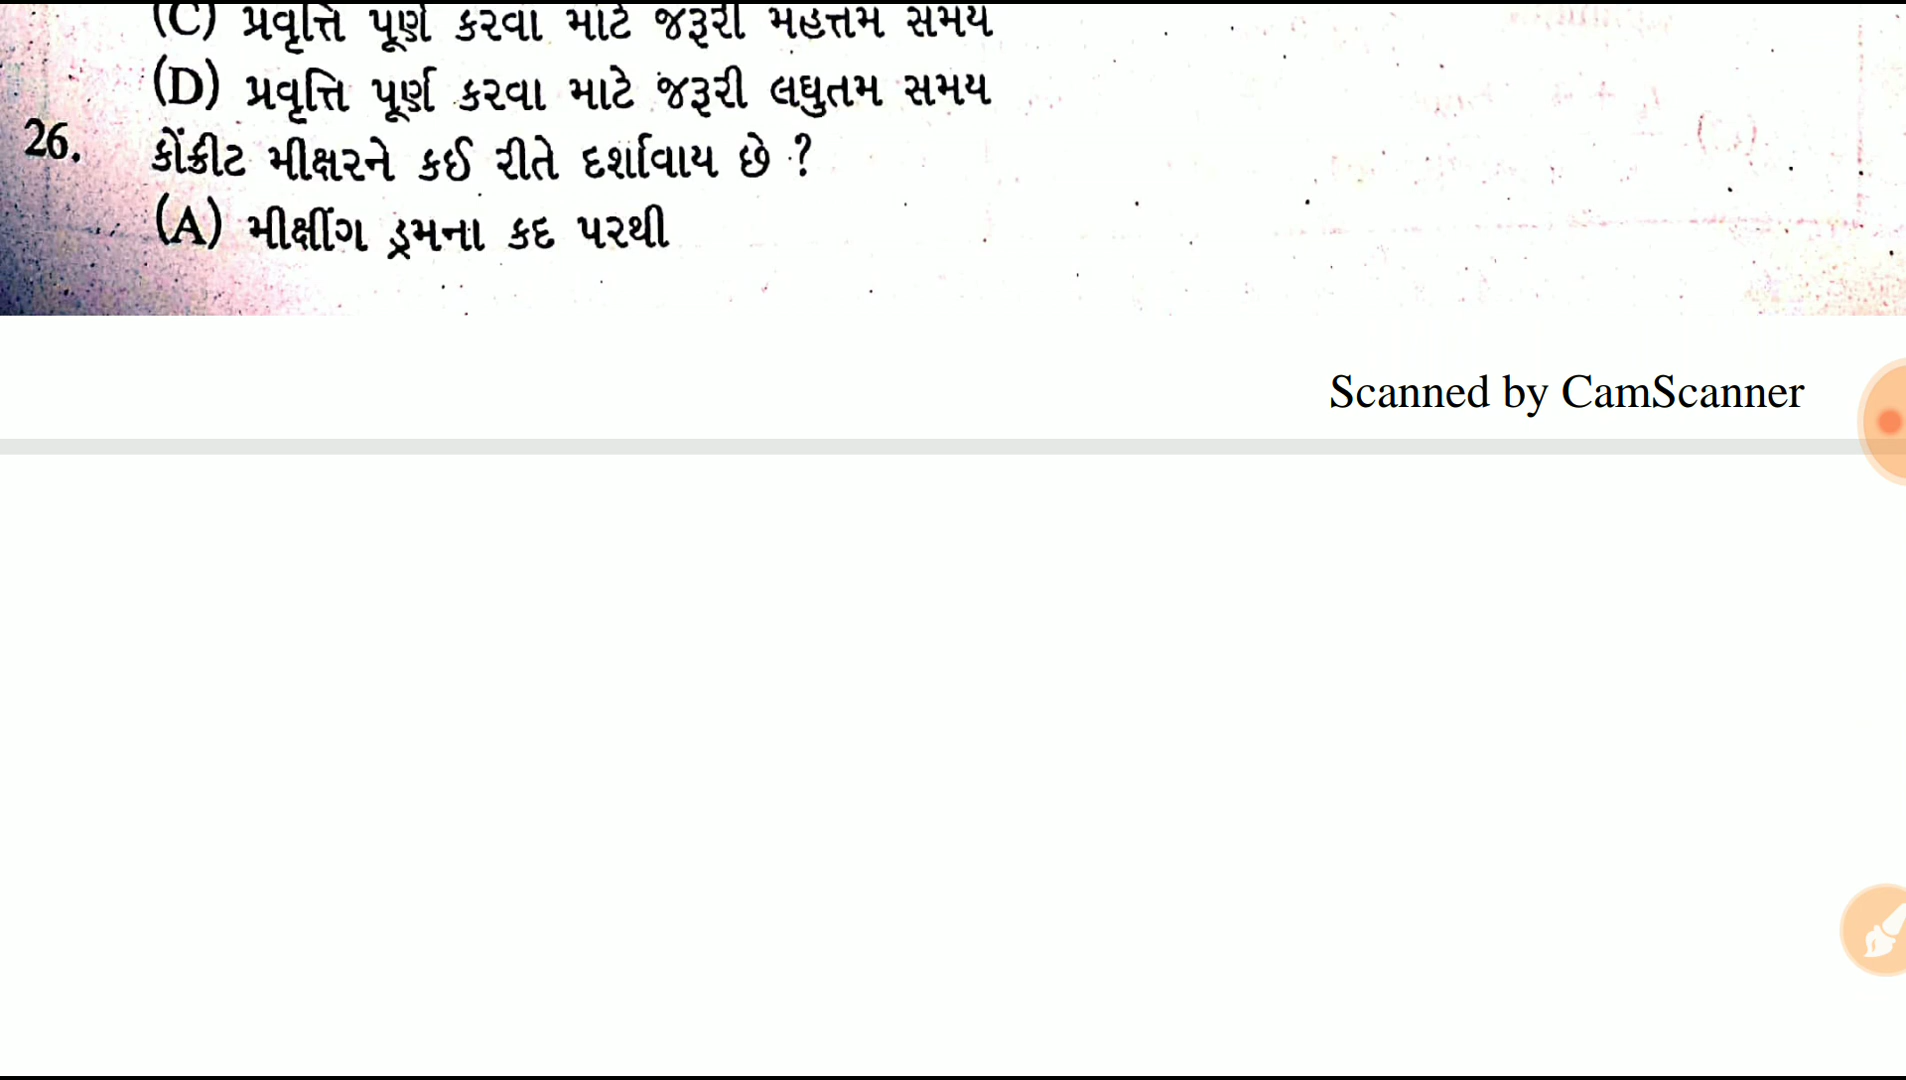 (C) પ્રવૃત્તિ પૂર્ણ કરવા માટે જરૂરી મહત્તમ સમય
(D) પ્રવૃત્તિ પૂર્ણ કરવા માટે જરૂરી લઘુતમ સમય
26. કોંક્રીટ મીક્ષરને કઈ રીતે દર્શાવાય છે ?
(A) મીક્ષીંગ ડ્રમના કદ પરથી
Scanned by CamScanner